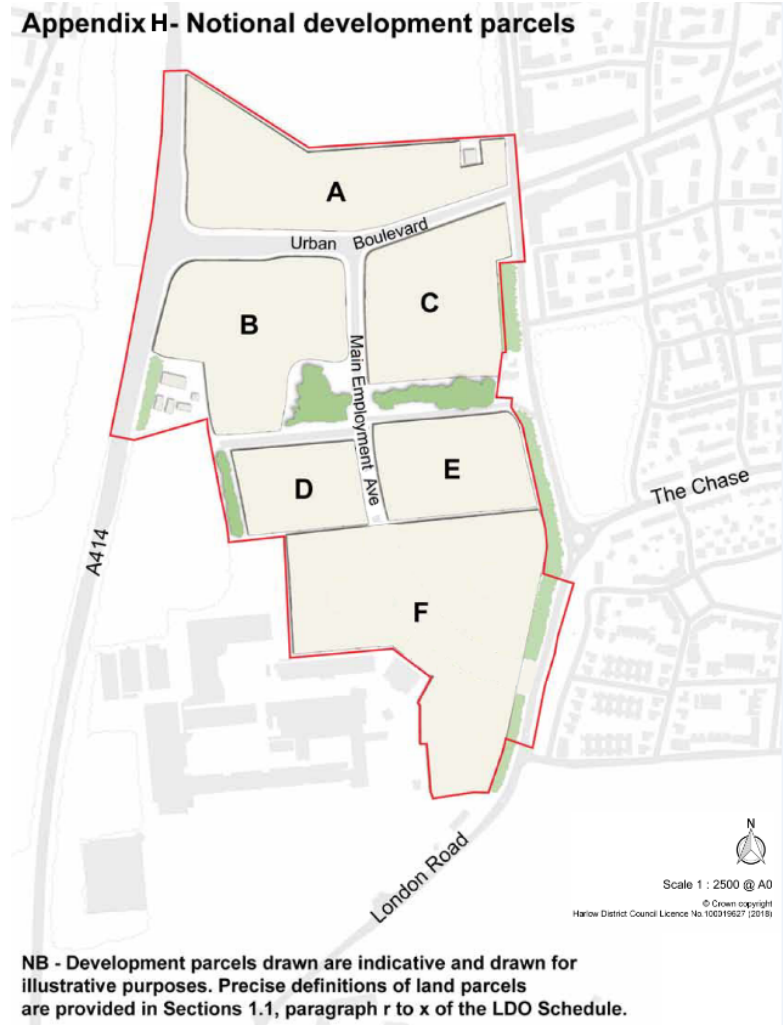 Appendix H- Notional development parcels
A
Urban Boulevard
B
C
Main Employment Ave
D
E
The Chase
A414
F
London Road
N
Scale 1 : 2500 @ A0
© Crown copyright
Harlow District Council Licence No.100019627 (2018)
NB - Development parcels drawn are indicative and drawn for
illustrative purposes. Precise definitions of land parcels
are provided in Sections 1.1, paragraph r to x of the LDO Schedule.